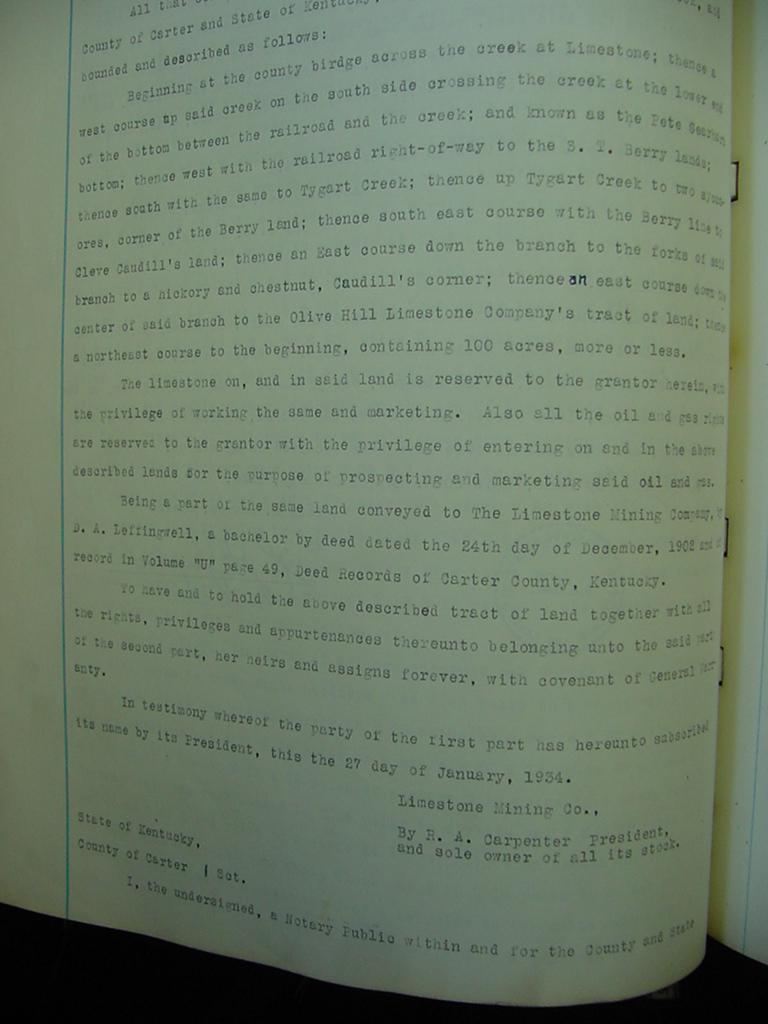 All that
County of Carter and State of Kentucky, and
bounded and described as follows:
Beginning at the county birdge across the creek at Limestone; thence a
west course up said creek on the south side crossing the creek at the lower end
of the bottom between the railroad and the creek; and known as the Pete Gearhart
bottom; thence west with the railroad right-of-way to the S. T. Berry lands;
thence south with the same to Tygart Creek; thence up Tygart Creek to two sycam-
ores, corner of the Berry land; thence south east course with the Berry line to
Cleve Caudill's land; thence an East course down the branch to the forks of said
branch to a hickory and chestnut, Caudill's corner; thence an east course down the
center of said branch to the Olive Hill Limestone Company's tract of land; thence
a northeast course to the beginning, containing 100 acres, more or less.
The limestone on, and in said land is reserved to the grantor herein, with
the privilege of working the same and marketing. Also all the oil and gas rights
are reserved to the grantor with the privilege of entering on and in the above
described lands for the purpose of prospecting and marketing said oil and gas.
Being a part of the same land conveyed to The Limestone Mining Company, by
D. A. Leffingwell, a bachelor by deed dated the 24th day of December, 1902 and of
record in Volume "U" page 49, Deed Records of Carter County, Kentucky.
To have and to hold the above described tract of land together with all
the rights, privileges and appurtenances thereunto belonging unto the said part
of the second part, her heirs and assigns forever, with covenant of General Warr-
anty.
In testimony whereof the party of the first part has hereunto subscribed
its name by its President, this the 27 day of January, 1934.
Limestone Mining Co.,
By R. A. Carpenter President,
and sole owner of all its stock.
State of Kentucky,
County of Carter ( Sct.
I, the undersigned, a Notary Public within and for the County and State